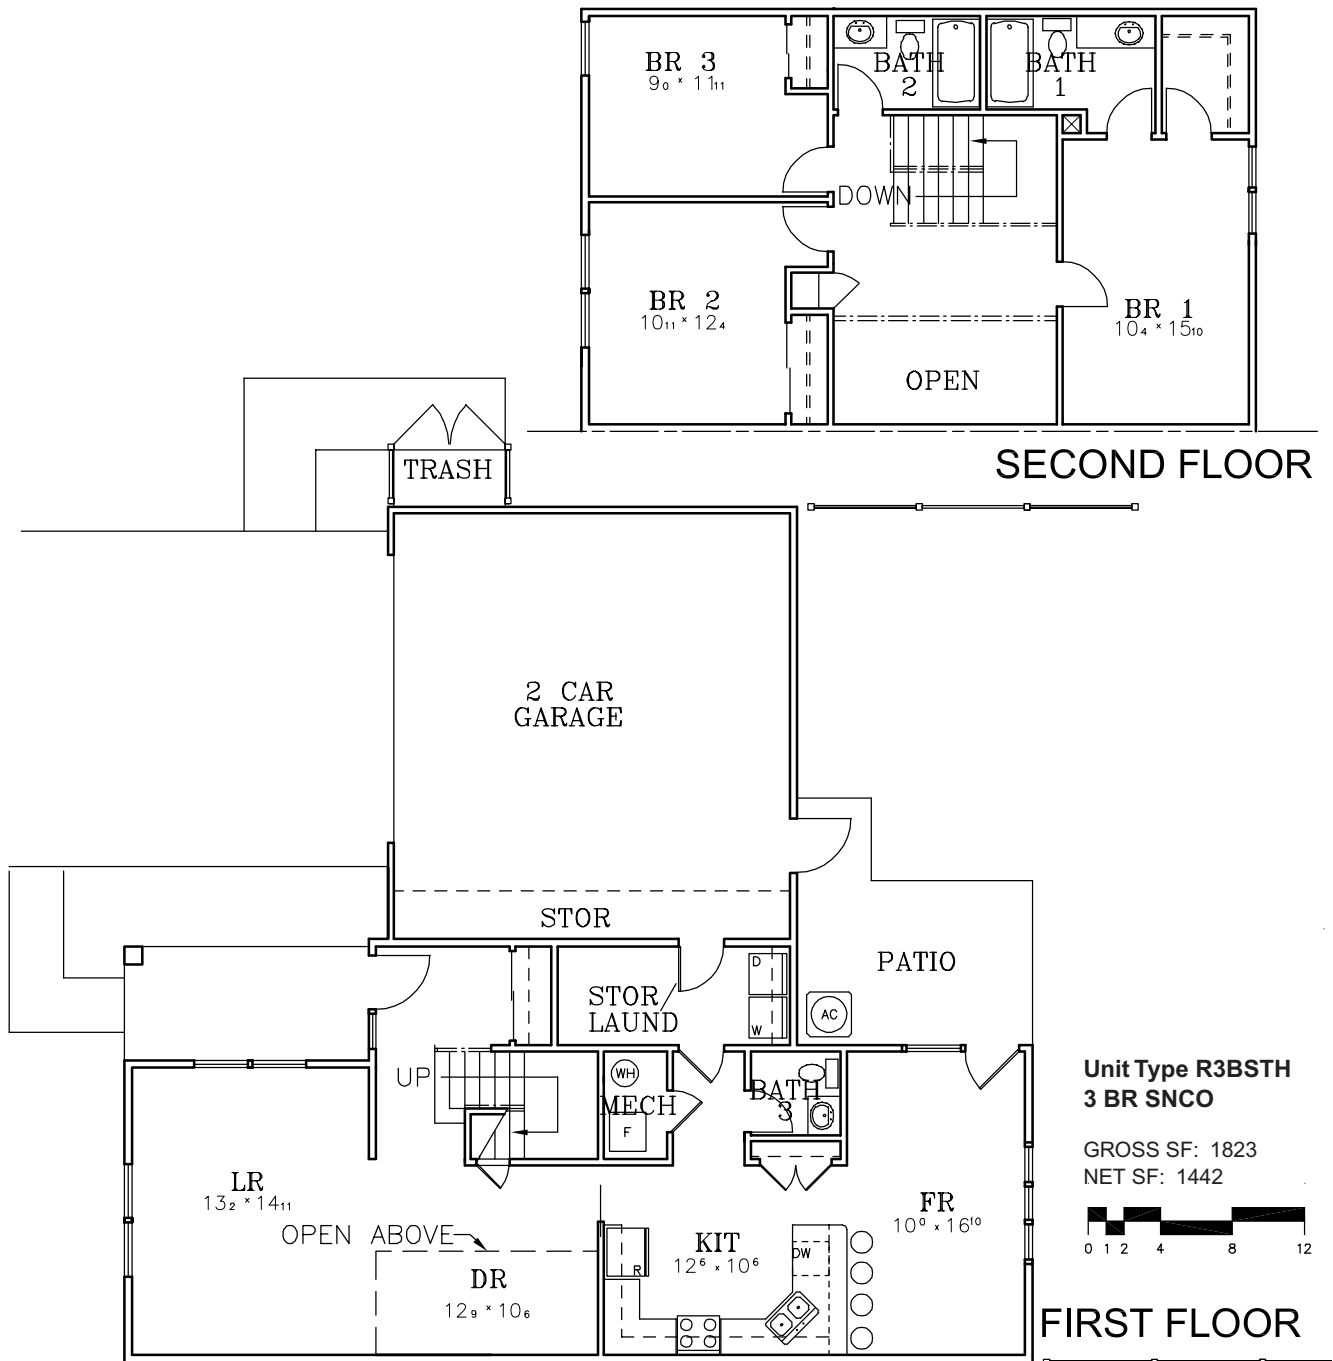 BR 3
9₀ × 11₁₁
BATH
2
BATH
1
DOWN
BR 2
10₁₁ × 12₄
BR 1
10₄ × 15₁₀
OPEN
SECOND FLOOR
TRASH
2 CAR
GARAGE
STOR
PATIO
D
STOR
LAUND
W
AC
UP
WH
MECH
F
BATH
3
Unit Type R3BSTH
3 BR SNCO
GROSS SF: 1823
NET SF: 1442
LR
13₂ × 14₁₁
OPEN ABOVE
DR
12₉ × 10₆
R
KIT
12⁶ × 10⁶
DW
FR
10⁰ × 16¹⁰
0 1 2 4 8 12
FIRST FLOOR